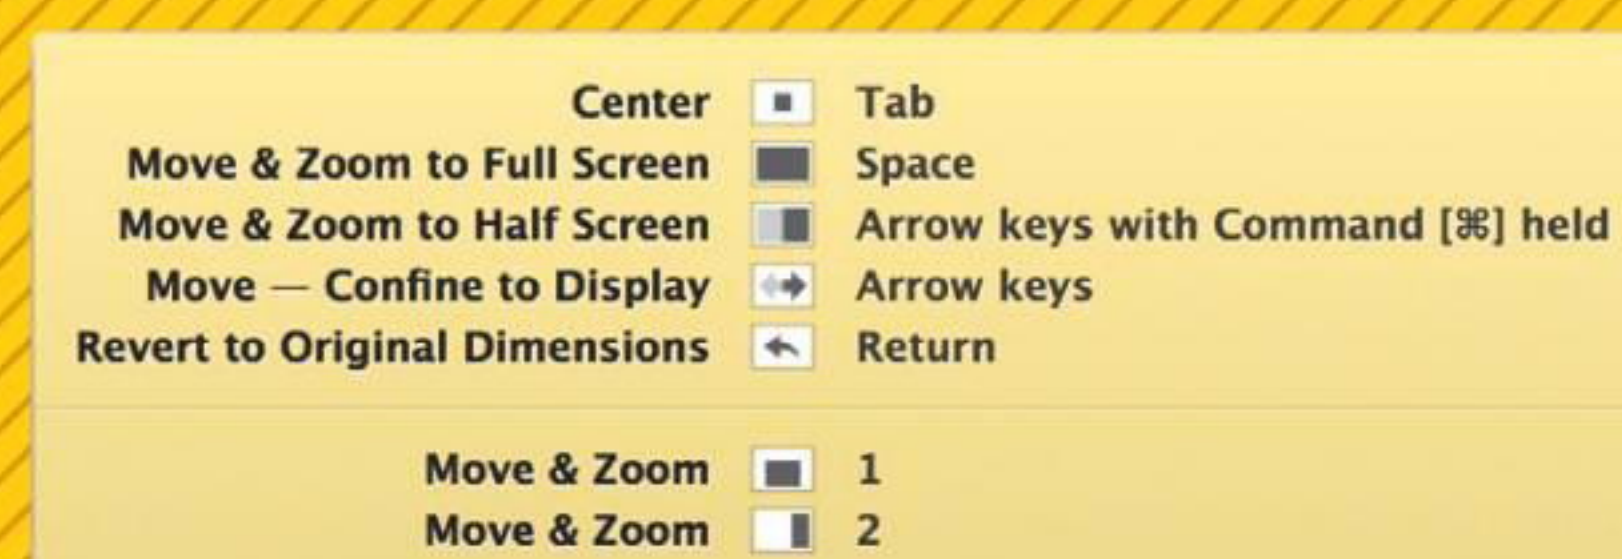 Center Tab
Move & Zoom to Full Screen Space
Move & Zoom to Half Screen Arrow keys with Command [⌘] held
Move — Confine to Display Arrow keys
Revert to Original Dimensions Return
Move & Zoom 1
Move & Zoom 2